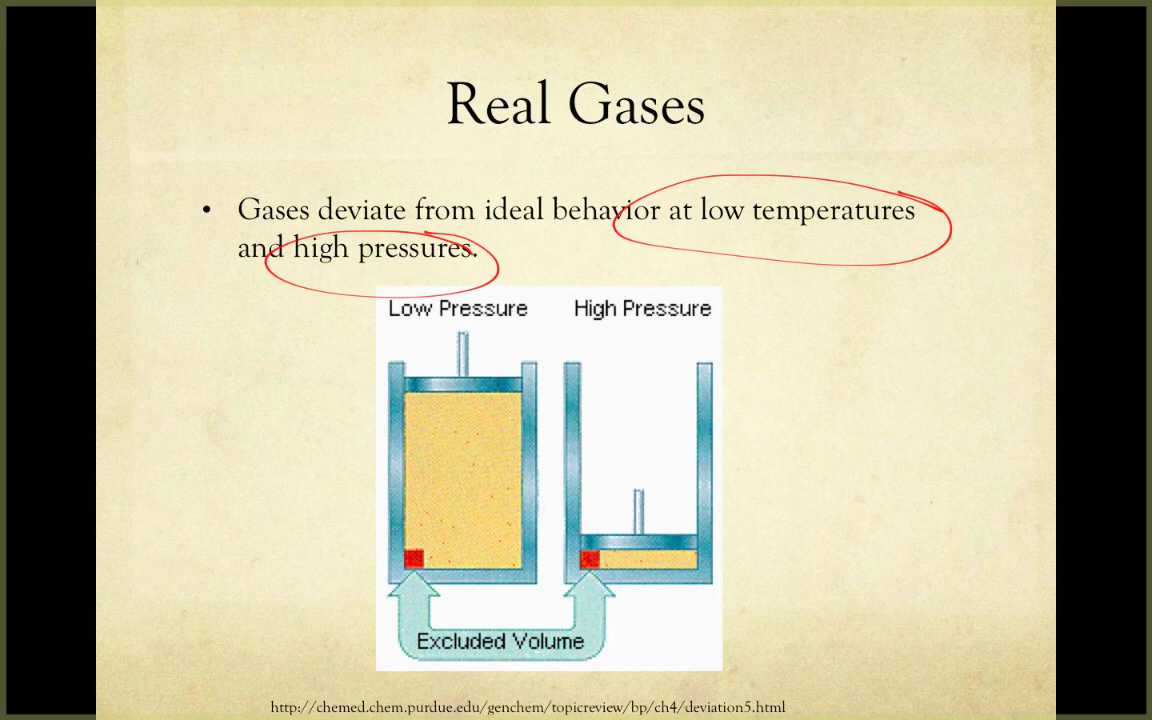 Real Gases
• Gases deviate from ideal behavior at low temperatures
and high pressures.
Low Pressure High Pressure
Excluded Volume
http://chemed.chem.purdue.edu/genchem/topicreview/bp/ch4/deviation5.html